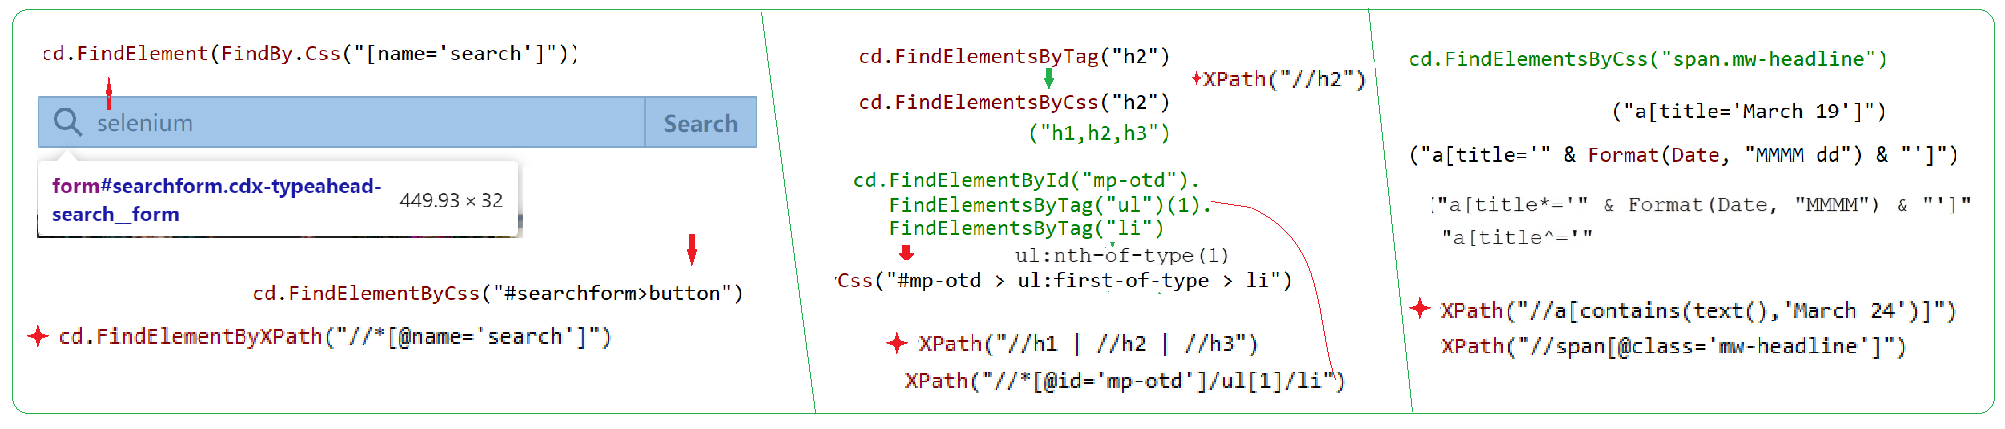 cd.FindElement(FindBy.Css("[name='search']"))
selenium
Search
form#searchform.cdx-typeahead-
search__form
449.93 × 32
cd.FindElementByCss("#searchform>button")
cd.FindElementByXPath("//*[@name='search']")
cd.FindElementsByTag("h2")
XPath("//h2")
cd.FindElementsByCss("h2")
("h1,h2,h3")
cd.FindElementById("mp-otd").
FindElementsByTag("ul")(1).
FindElementsByTag("li")
ul:nth-of-type(1)
Css("#mp-otd > ul:first-of-type > li")
XPath("//h1 | //h2 | //h3")
XPath("//*[@id='mp-otd']/ul[1]/li")
cd.FindElementsByCss("span.mw-headline")
("a[title='March 19']")
("a[title='" & Format(Date, "MMMM dd") & "']")
("a[title*='" & Format(Date, "MMMM") & "']"
"a[title^='"
XPath("//a[contains(text(),'March 24')]")
XPath("//span[@class='mw-headline']")